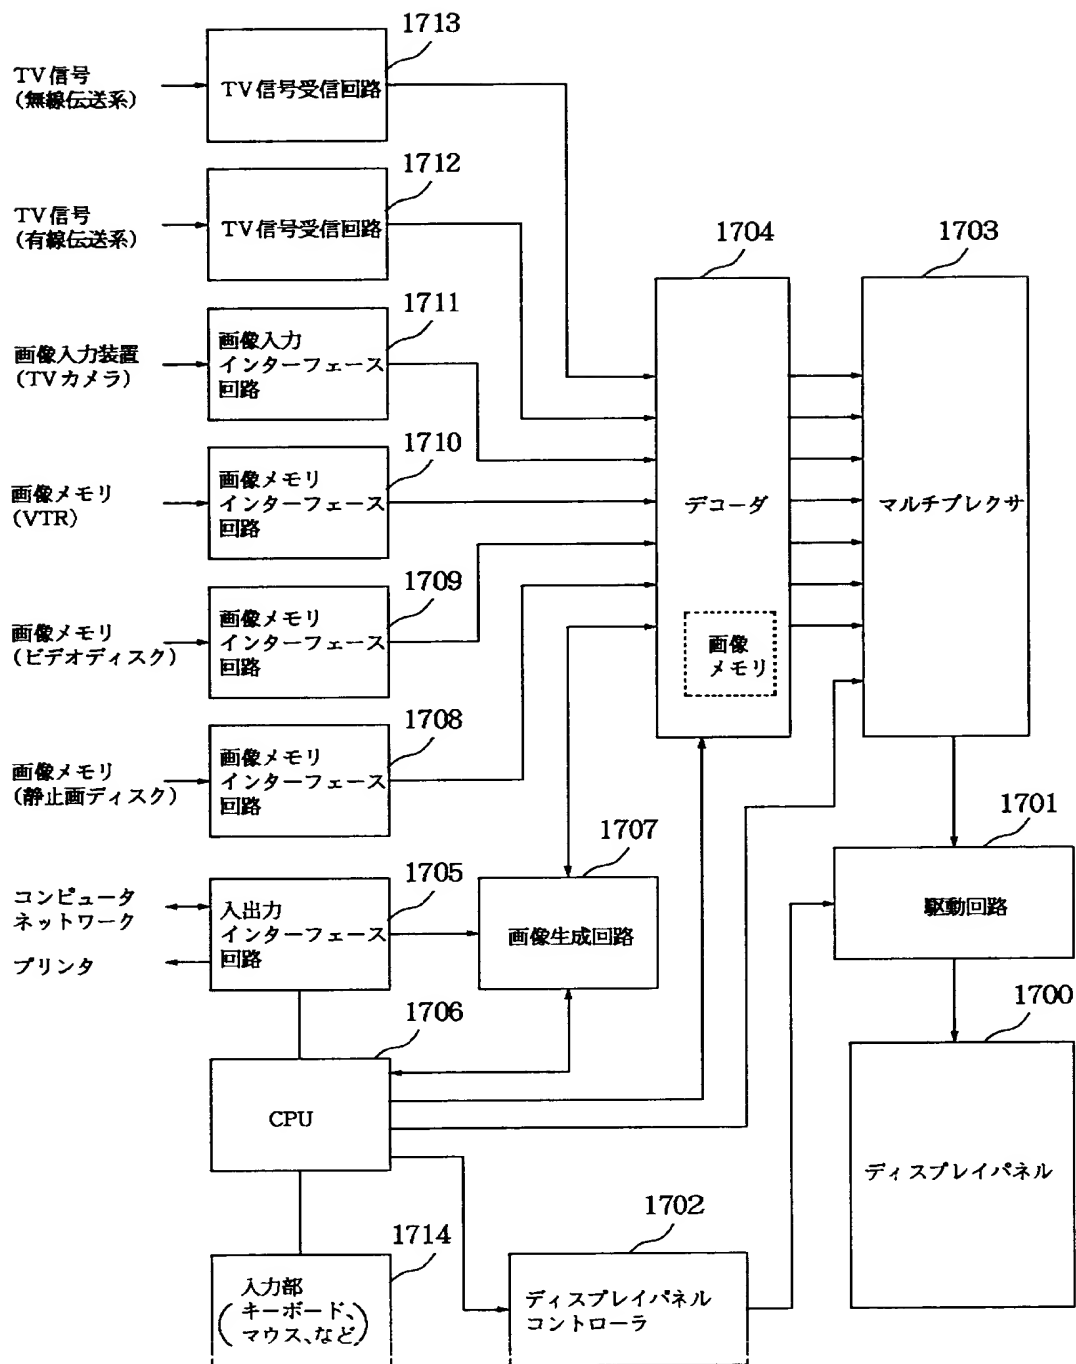 1713
TV信号
(無線伝送系)
TV信号受信回路
1712
TV信号
(有線伝送系)
TV信号受信回路
1704
1703
1711
画像入力装置
(TVカメラ)
画像入力
インターフェース
回路
1710
画像メモリ
(VTR)
画像メモリ
インターフェース
回路
デコーダ
マルチプレクサ
1709
画像メモリ
(ビデオディスク)
画像メモリ
インターフェース
回路
画像
メモリ
1708
画像メモリ
(静止画ディスク)
画像メモリ
インターフェース
回路
1707
1701
1705
コンピュータ
ネットワーク
プリンタ
入出力
インターフェース
回路
画像生成回路
駆動回路
1706
1700
CPU
ディスプレイパネル
1702
1714
入力部
(キーボード、
マウス、など)
ディスプレイパネル
コントローラ